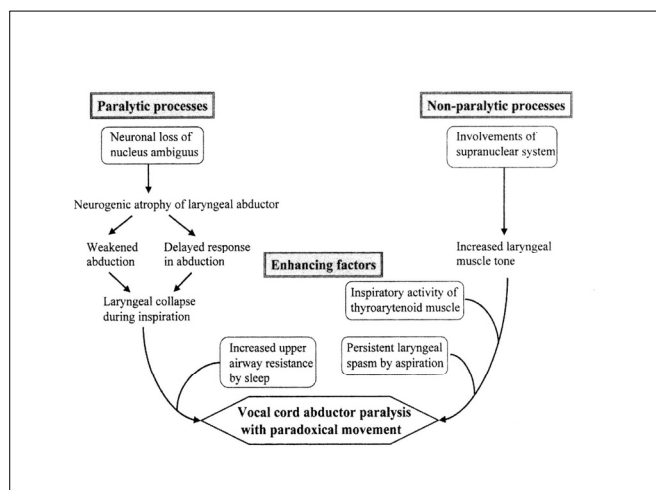 Paralytic processes
Neuronal loss of
nucleus ambiguus
Neurogenic atrophy of laryngeal abductor
Weakened
abduction
Delayed response
in abduction
Laryngeal collapse
during inspiration
Non-paralytic processes
Involvements of
supranuclear system
Increased laryngeal
muscle tone
Enhancing factors
Inspiratory activity of
thyroarytenoid muscle
Increased upper
airway resistance
by sleep
Persistent laryngeal
spasm by aspiration
Vocal cord abductor paralysis
with paradoxical movement